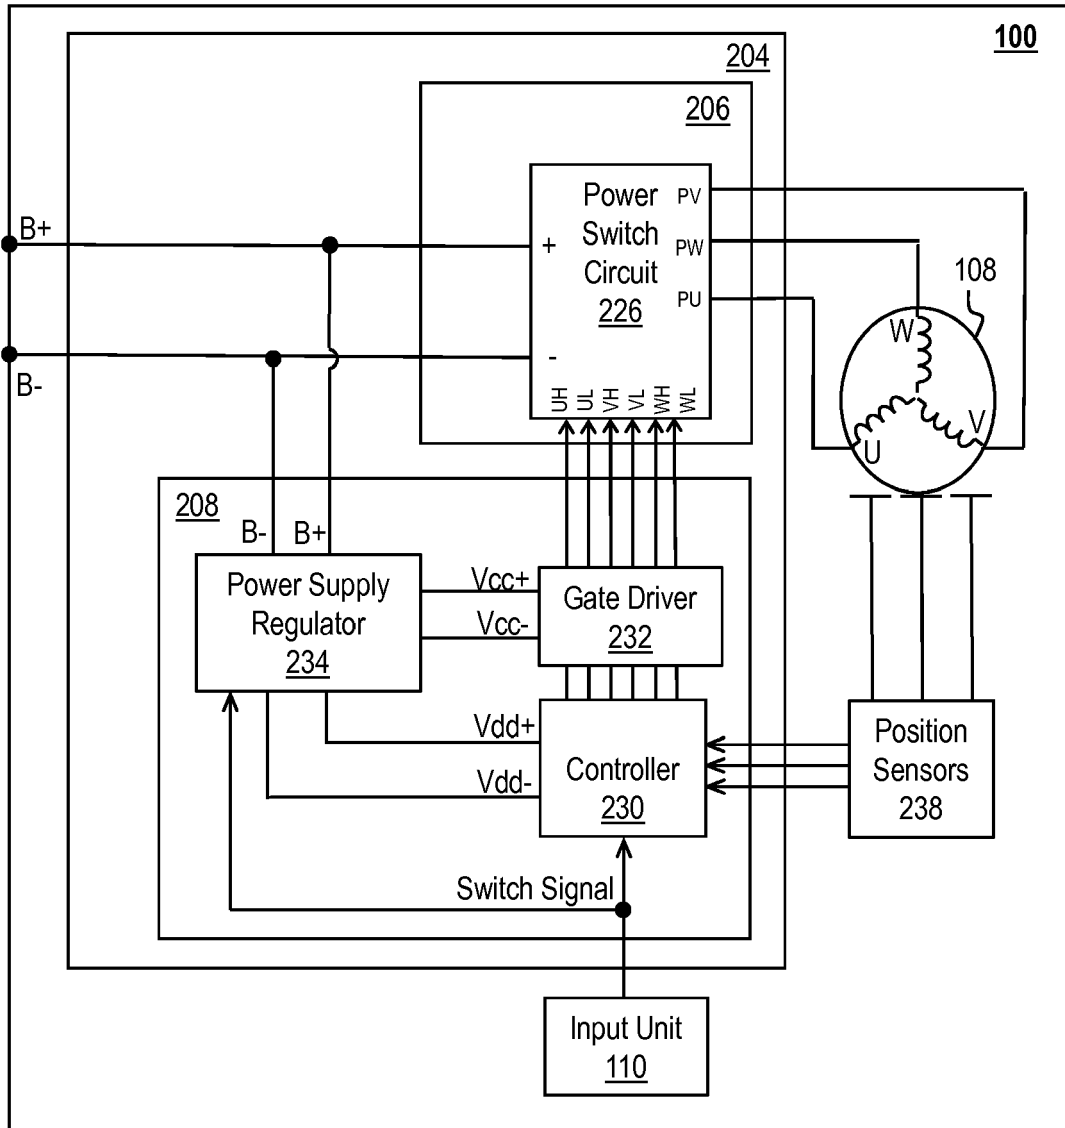 100
204
206
Power
Switch
Circuit
226
+
-
PV
PW
PU
UH
UL
VH
VL
WH
WL
B+
B-
108
W
U
V
208
B-
B+
Power Supply
Regulator
234
Vcc+
Vcc-
Gate Driver
232
Vdd+
Vdd-
Controller
230
Position
Sensors
238
Switch Signal
Input Unit
110